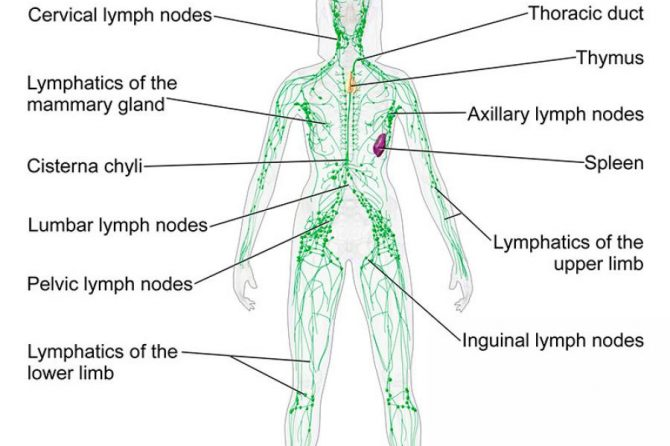 Cervical lymph nodes
Lymphatics of the
mammary gland
Cisterna chyli
Lumbar lymph nodes
Pelvic lymph nodes
Lymphatics of the
lower limb
Thoracic duct
Thymus
Axillary lymph nodes
Spleen
Lymphatics of the
upper limb
Inguinal lymph nodes